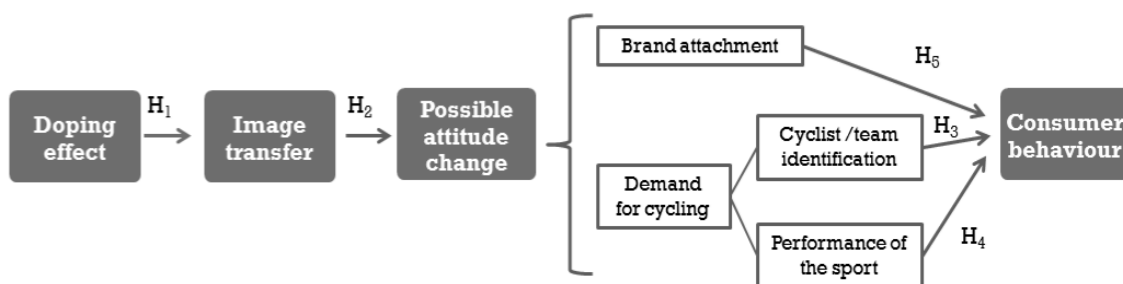 Doping
effect
H₁
Image
transfer
H₂
Possible
attitude
change
Brand attachment
H₅
Demand
for cycling
Cyclist /team
identification
H₃
Performance of
the sport
H₄
Consumer
behaviour